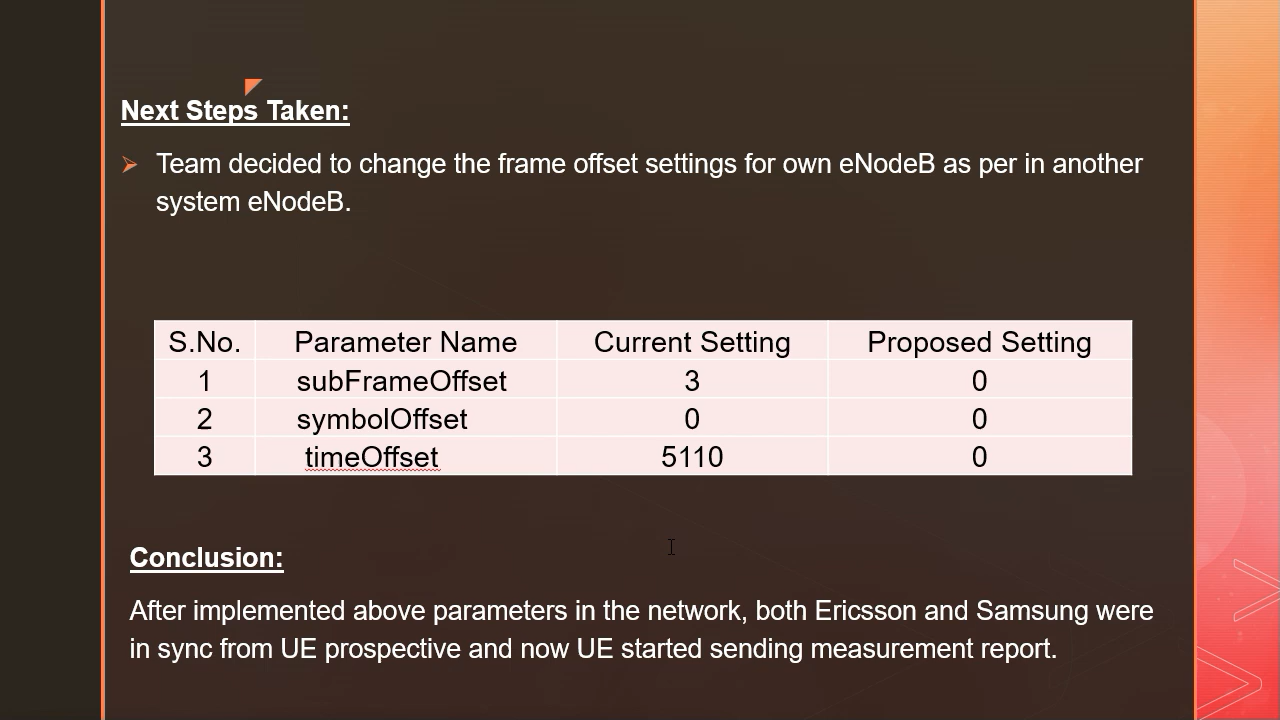 Next Steps Taken:
Team decided to change the frame offset settings for own eNodeB as per in another
system eNodeB.
S.No. Parameter Name Current Setting Proposed Setting
1 subFrameOffset 3 0
2 symbolOffset 0 0
3 timeOffset 5110 0
Conclusion:
After implemented above parameters in the network, both Ericsson and Samsung were
in sync from UE prospective and now UE started sending measurement report.